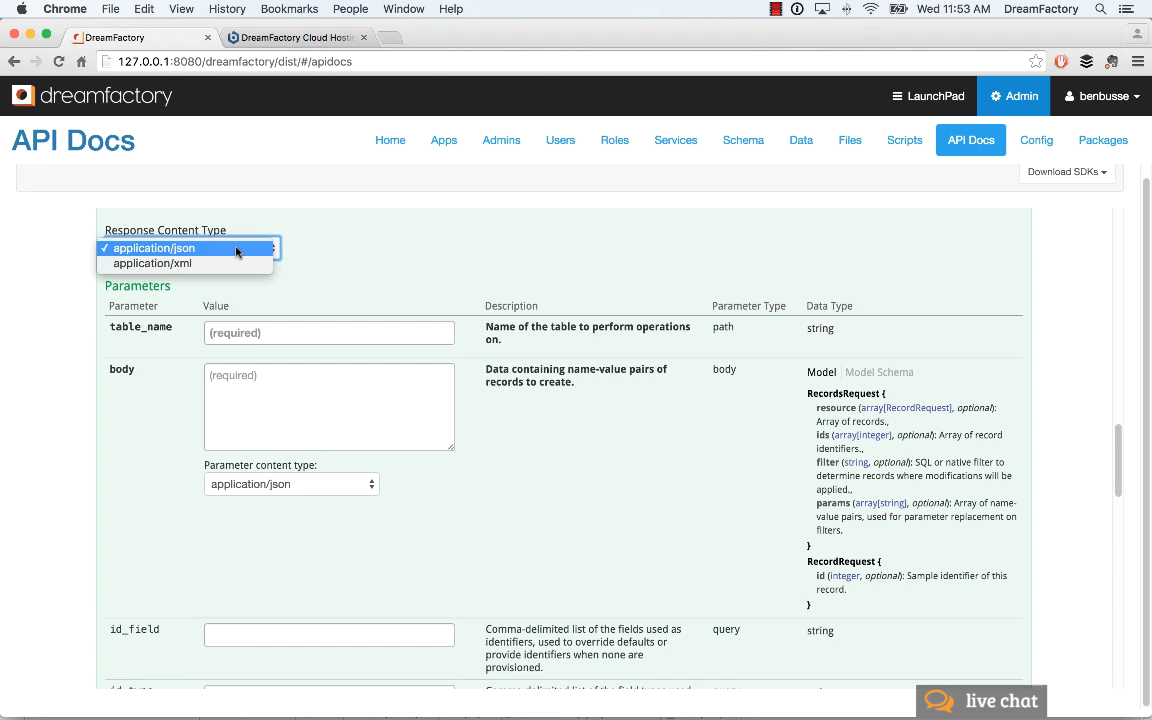 Chrome File Edit View History Bookmarks People Window Help Wed 11:53 AM DreamFactory
DreamFactory × DreamFactory Cloud Hostin ×
127.0.0.1:8080/dreamfactory/dist/#/apidocs
dreamfactory LaunchPad Admin benbusse
API Docs Home Apps Admins Users Roles Services Schema Data Files Scripts API Docs Config Packages
Download SDKs
Response Content Type
✓ application/json
application/xml
Parameters
Parameter Value Description Parameter Type Data Type
table_name (required) Name of the table to perform operations path string
on.
body (required) Data containing name-value pairs of body Model Model Schema
records to create.
RecordsRequest {
resource (array[RecordRequest], optional):
Array of records.,
ids (array[integer], optional): Array of record
identifiers.,
filter (string, optional): SQL or native filter to
determine records where modifications will be
applied.,
params (array[string], optional): Array of name-
value pairs, used for parameter replacement on
filters.
}
RecordRequest {
id (integer, optional): Sample identifier of this
record.
}
Parameter content type:
application/json
id_field Comma-delimited list of the fields used as query string
identifiers, used to override defaults or
provide identifiers when none are
provisioned.
live chat